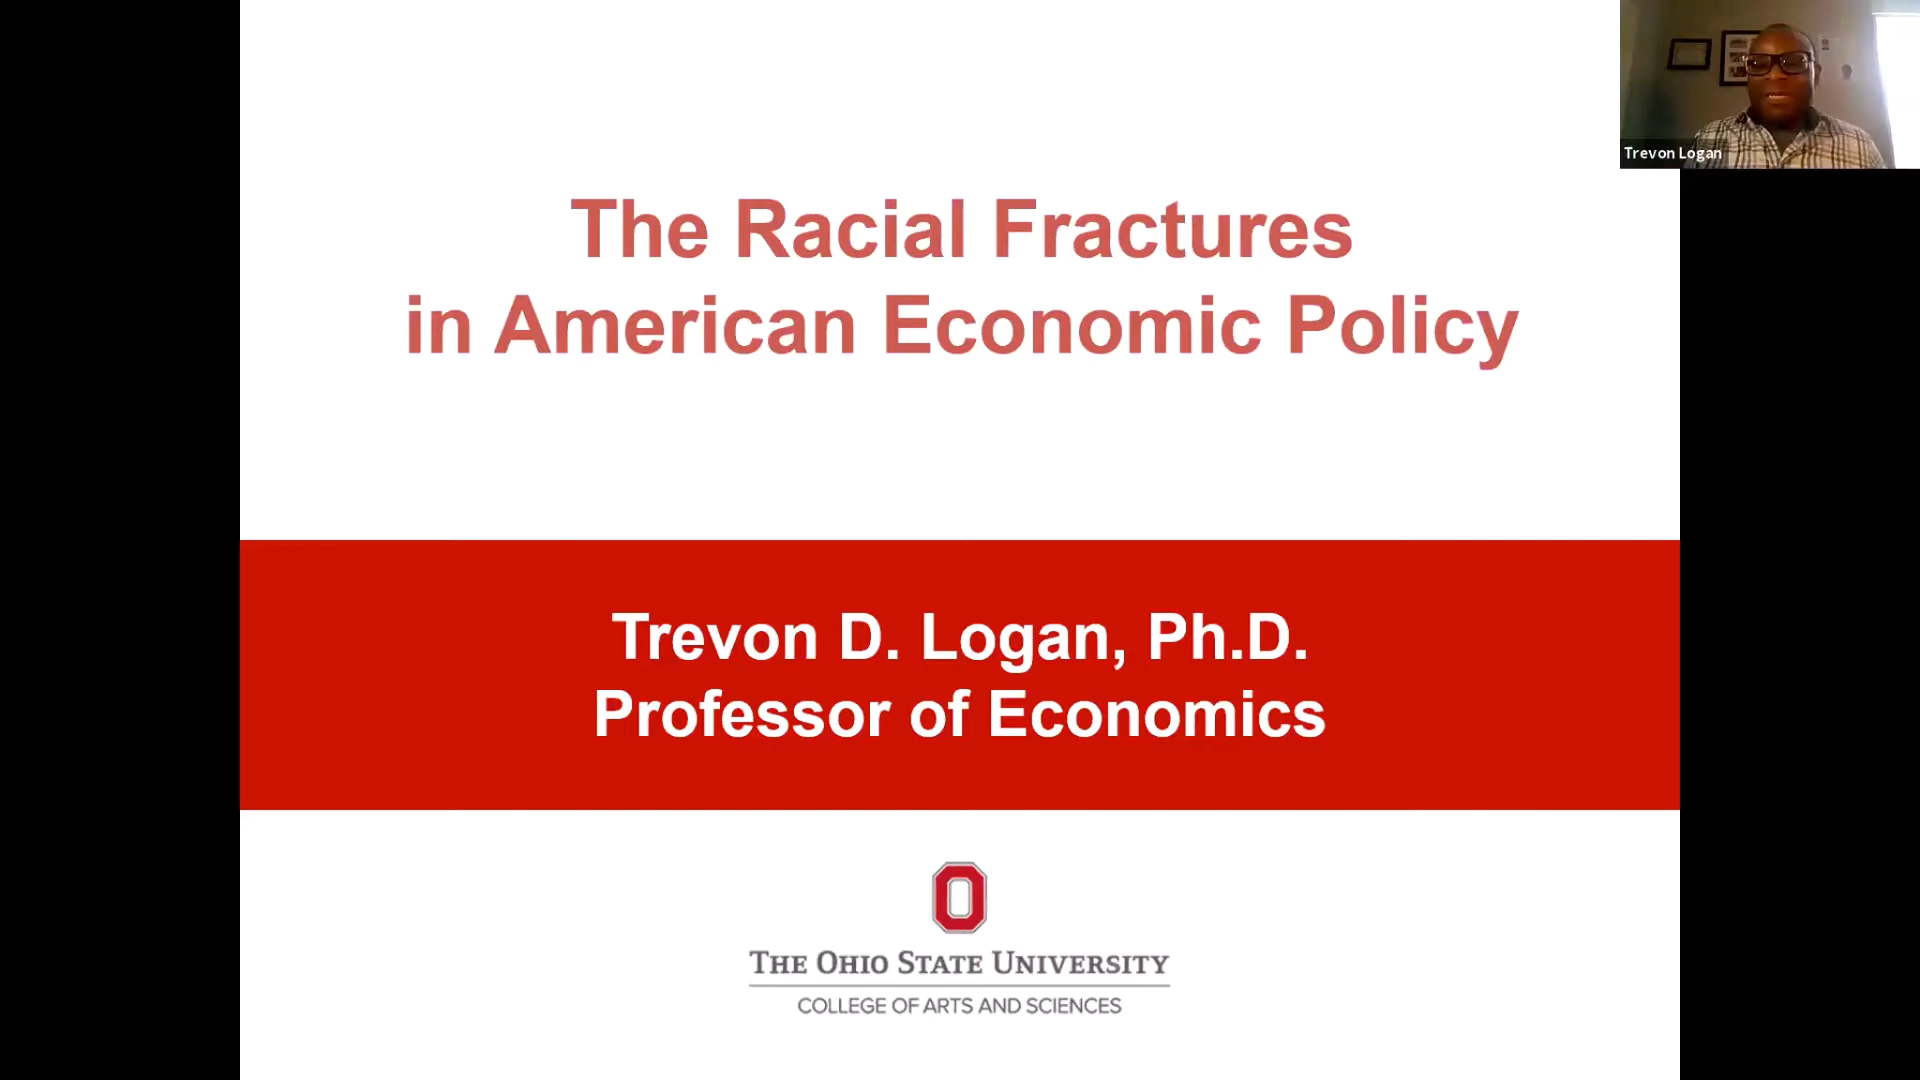 The Racial Fractures
in American Economic Policy
Trevon Logan
Trevon D. Logan, Ph.D.
Professor of Economics
THE OHIO STATE UNIVERSITY
COLLEGE OF ARTS AND SCIENCES